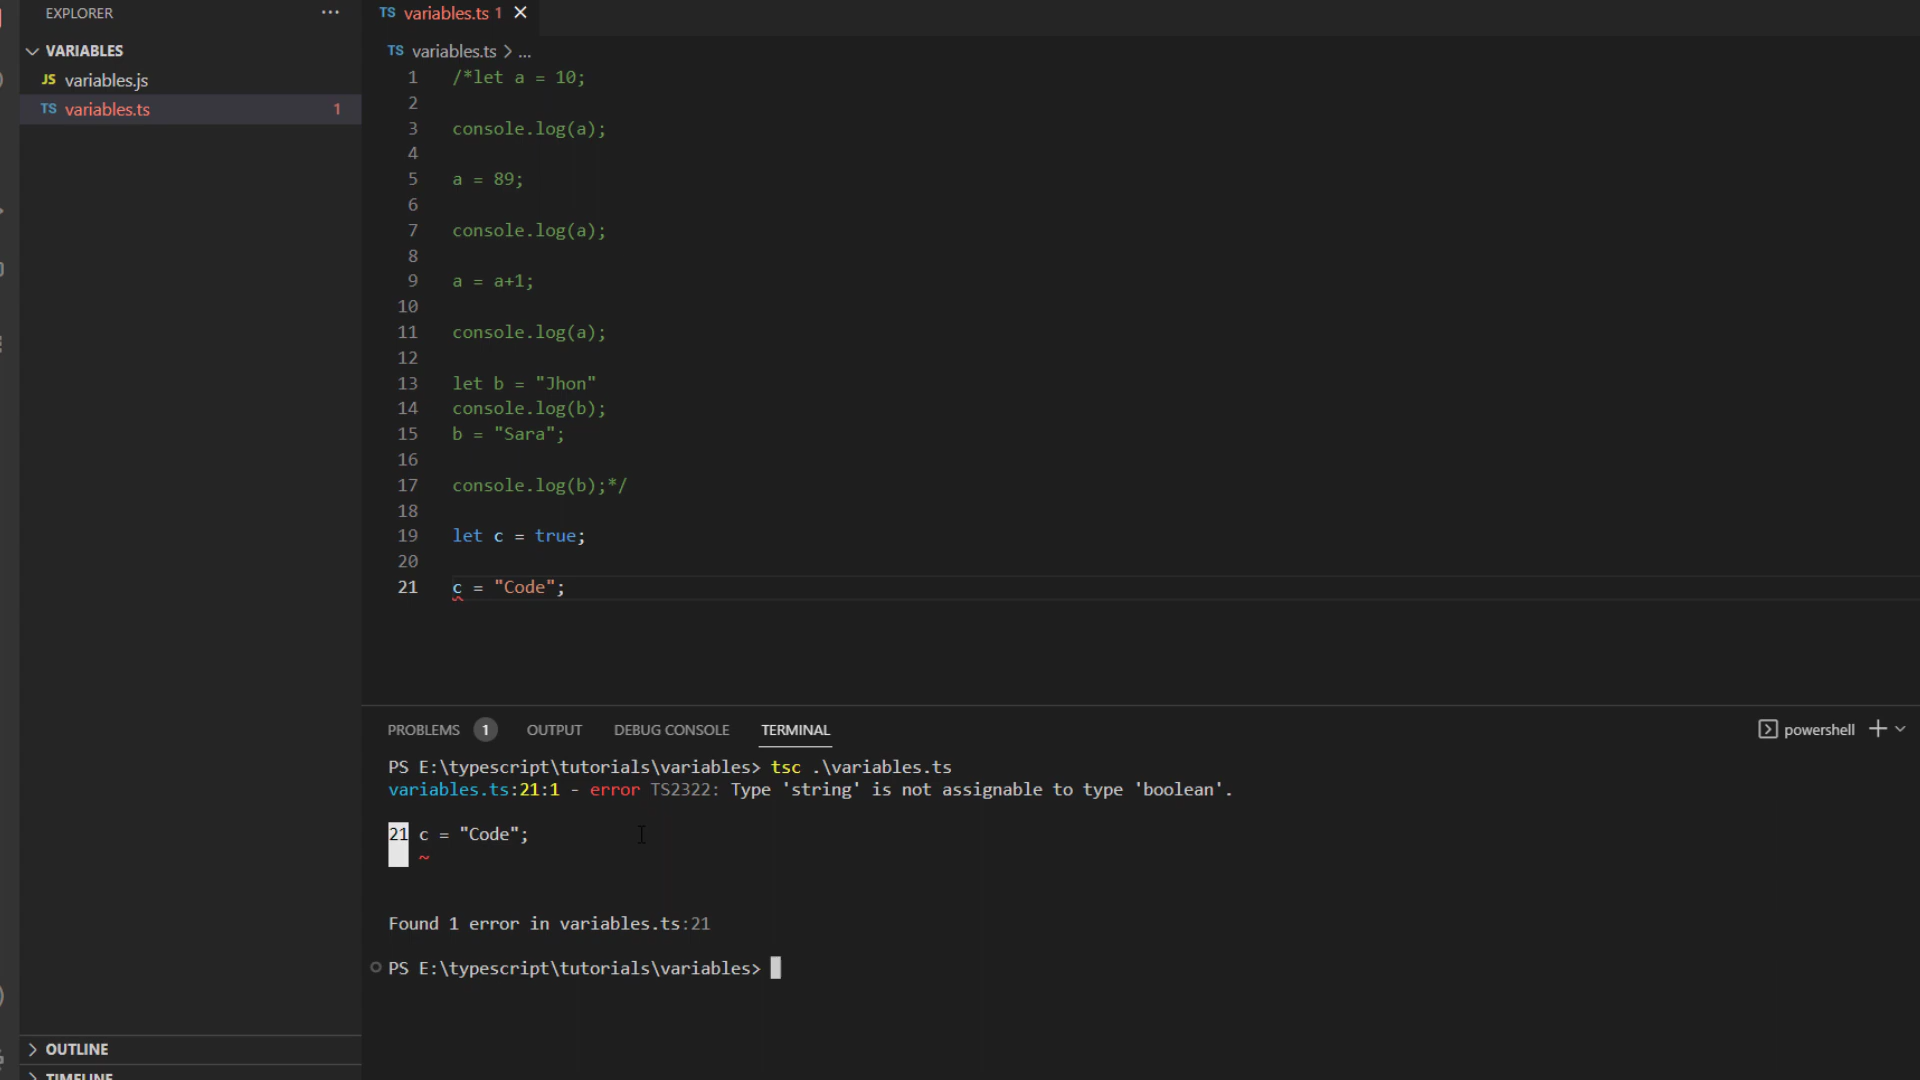 EXPLORER ···
VARIABLES
JS variables.js
TS variables.ts 1
OUTLINE
TIMELINE
TS variables.ts 1 ×
TS variables.ts > ...
1 /*let a = 10;
2
3 console.log(a);
4
5 a = 89;
6
7 console.log(a);
8
9 a = a+1;
10
11 console.log(a);
12
13 let b = "Jhon"
14 console.log(b);
15 b = "Sara";
16
17 console.log(b);*/
18
19 let c = true;
20
21 c = "Code";
PROBLEMS 1 OUTPUT DEBUG CONSOLE TERMINAL powershell
PS E:\typescript\tutorials\variables> tsc .\variables.ts
variables.ts:21:1 - error TS2322: Type 'string' is not assignable to type 'boolean'.
21 c = "Code";
~
Found 1 error in variables.ts:21
PS E:\typescript\tutorials\variables>